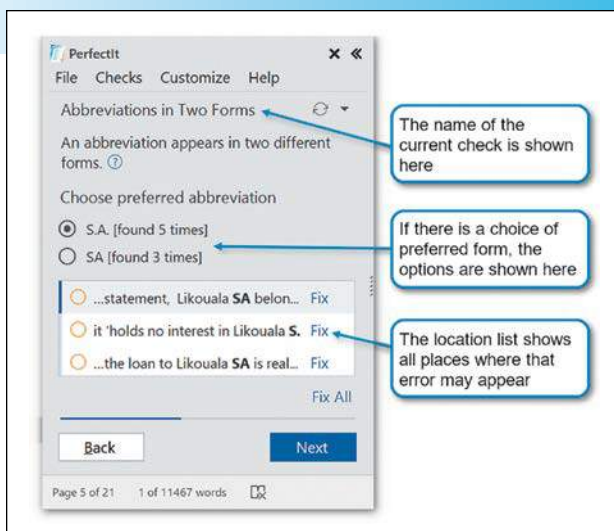 PerfectIt
File Checks Customize Help
Abbreviations in Two Forms
An abbreviation appears in two different
forms.
Choose preferred abbreviation
S.A. [found 5 times]
SA [found 3 times]
...statement, Likouala SA belon... Fix
it 'holds no interest in Likouala S. Fix
...the loan to Likouala SA is real... Fix
Fix All
Back Next
Page 5 of 21 1 of 11467 words
The name of the
current check is shown
here
If there is a choice of
preferred form, the
options are shown here
The location list shows
all places where that
error may appear